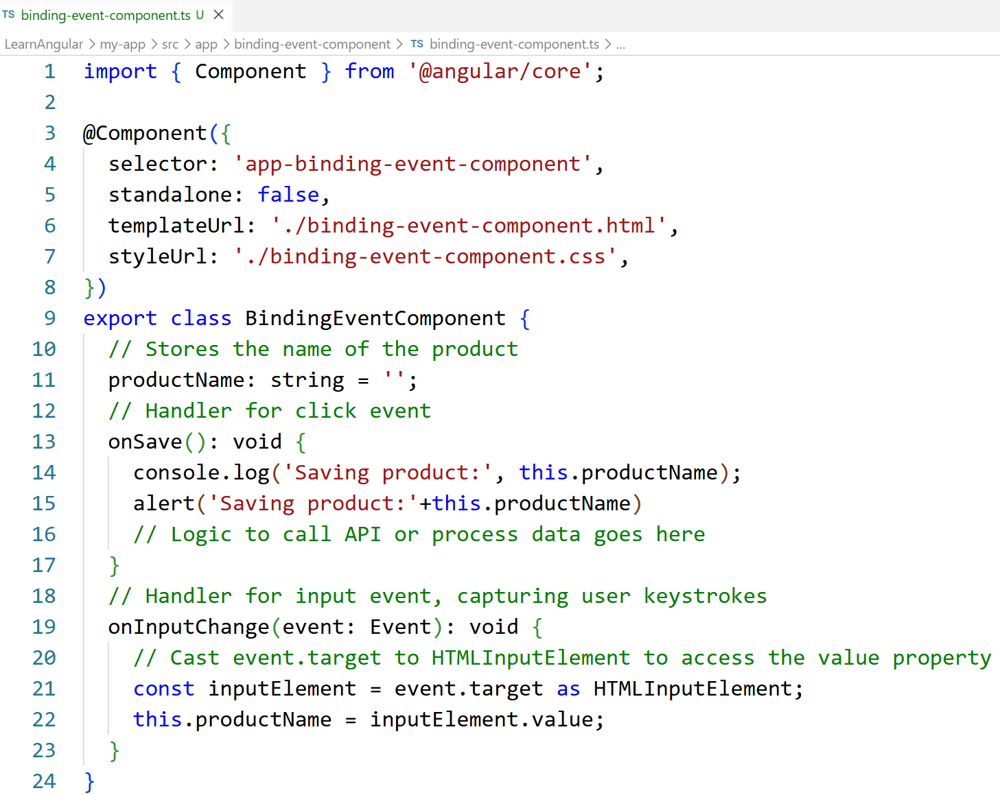 TS binding-event-component.ts U ×
LearnAngular > my-app > src > app > binding-event-component > TS binding-event-component.ts > ...
1 import { Component } from '@angular/core';
2
3 @Component({
4   selector: 'app-binding-event-component',
5   standalone: false,
6   templateUrl: './binding-event-component.html',
7   styleUrl: './binding-event-component.css',
8 })
9 export class BindingEventComponent {
10   // Stores the name of the product
11   productName: string = '';
12   // Handler for click event
13   onSave(): void {
14     console.log('Saving product:', this.productName);
15     alert('Saving product:'+this.productName)
16     // Logic to call API or process data goes here
17   }
18   // Handler for input event, capturing user keystrokes
19   onInputChange(event: Event): void {
20     // Cast event.target to HTMLInputElement to access the value property
21     const inputElement = event.target as HTMLInputElement;
22     this.productName = inputElement.value;
23   }
24 }